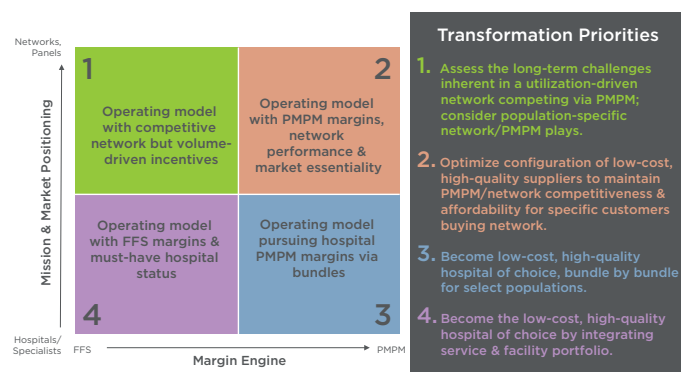 Networks,
Panels
Mission & Market Positioning
Hospitals/
Specialists
1
Operating model
with competitive
network but volume-
driven incentives
2
Operating model
with PMPM margins,
network
performance &
market essentiality
Operating model
with FFS margins &
must-have hospital
status
4
Operating model
pursuing hospital
PMPM margins via
bundles
3
FFS
PMPM
Margin Engine
Transformation Priorities
1. Assess the long-term challenges
inherent in a utilization-driven
network competing via PMPM;
consider population-specific
network/PMPM plays.
2. Optimize configuration of low-cost,
high-quality suppliers to maintain
PMPM/network competitiveness &
affordability for specific customers
buying network.
3. Become low-cost, high-quality
hospital of choice, bundle by bundle
for select populations.
4. Become the low-cost, high-quality
hospital of choice by integrating
service & facility portfolio.